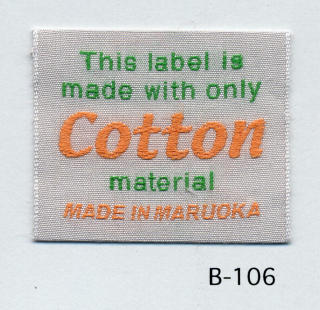 This label is
made with only
Cotton
material
MADE IN MARUOKA
B-106